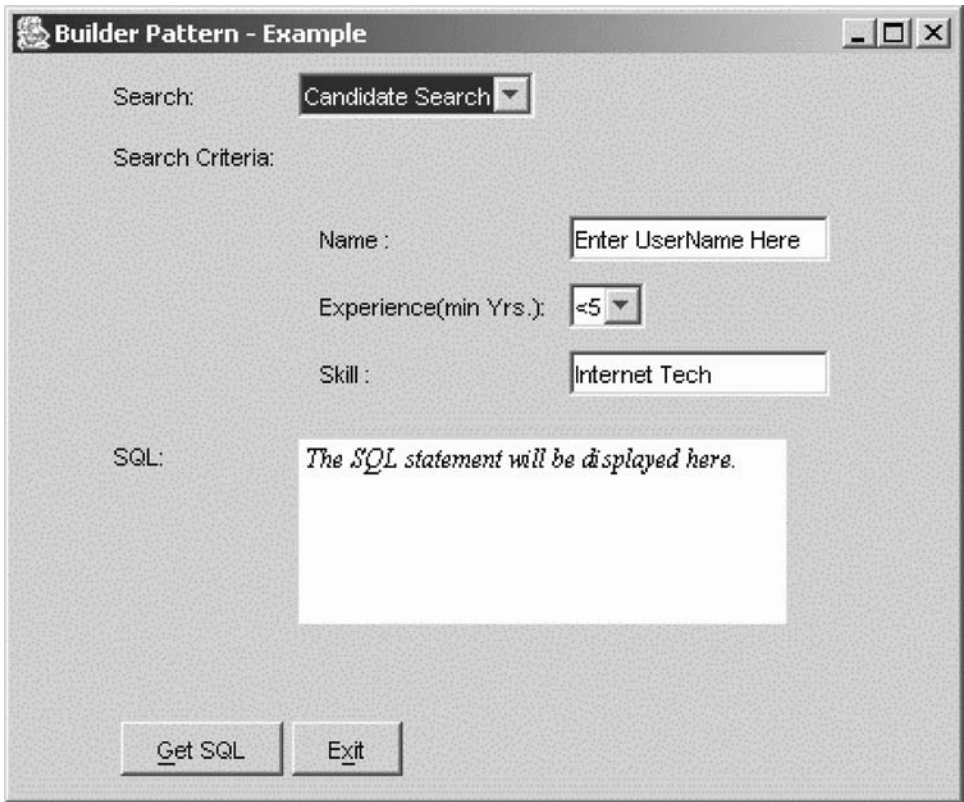 Builder Pattern - Example
Search: Candidate Search
Search Criteria:
Name : Enter UserName Here
Experience(min Yrs.): <5
Skill : Internet Tech
SQL: The SQL statement will be displayed here.
Get SQL Exit